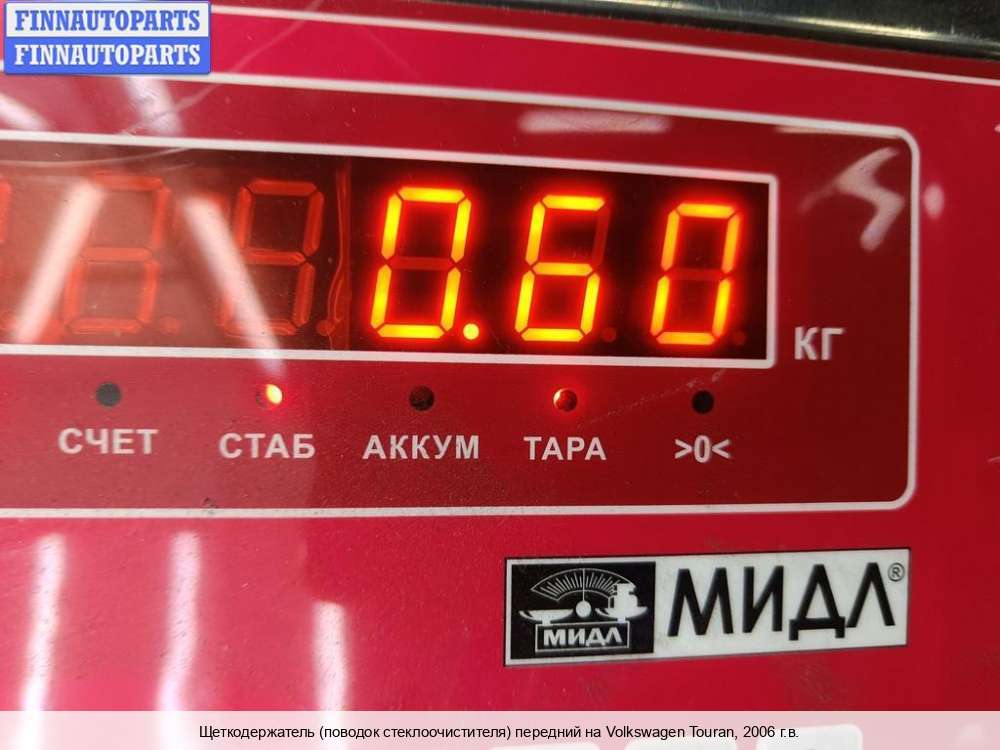 FINNAUTOPARTS
FINNAUTOPARTS
0.60
КГ
СЧЕТ СТАБ АККУМ ТАРА >0<
МИДЛ МИДЛ®
Щеткодержатель (поводок стеклоочистителя) передний на Volkswagen Touran, 2006 г.в.